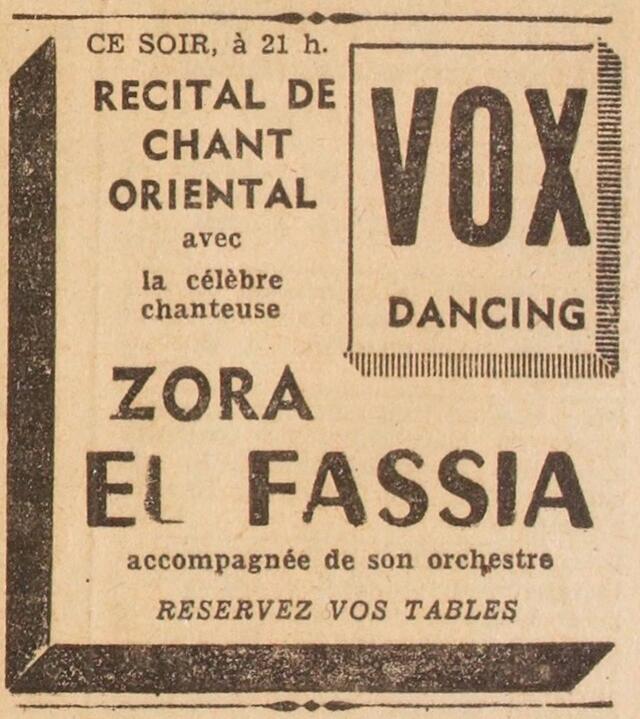 CE SOIR, à 21 h.
RECITAL DE
CHANT
ORIENTAL
avec
la célèbre
chanteuse
VOX
DANCING
ZORA
EL FASSIA
accompagnée de son orchestre
RESERVEZ VOS TABLES